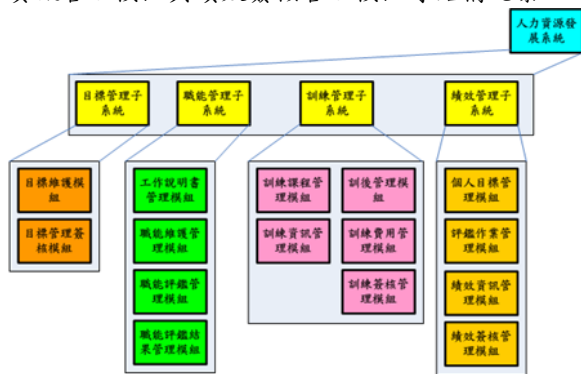 人力資源發
展系統
目標管理子
系統
職能管理子
系統
訓練管理子
系統
績效管理子
系統
目標維護模
組
目標管理簽
核模組
工作說明書
管理模組
職能維護管
理模組
職能評鑑管
理模組
職能評鑑結
果管理模組
訓練課程管
理模組
訓練資訊管
理模組
訓後管理模
組
訓練費用管
理模組
訓練簽核管
理模組
個人目標管
理模組
評鑑作業管
理模組
績效資訊管
理模組
績效簽核管
理模組